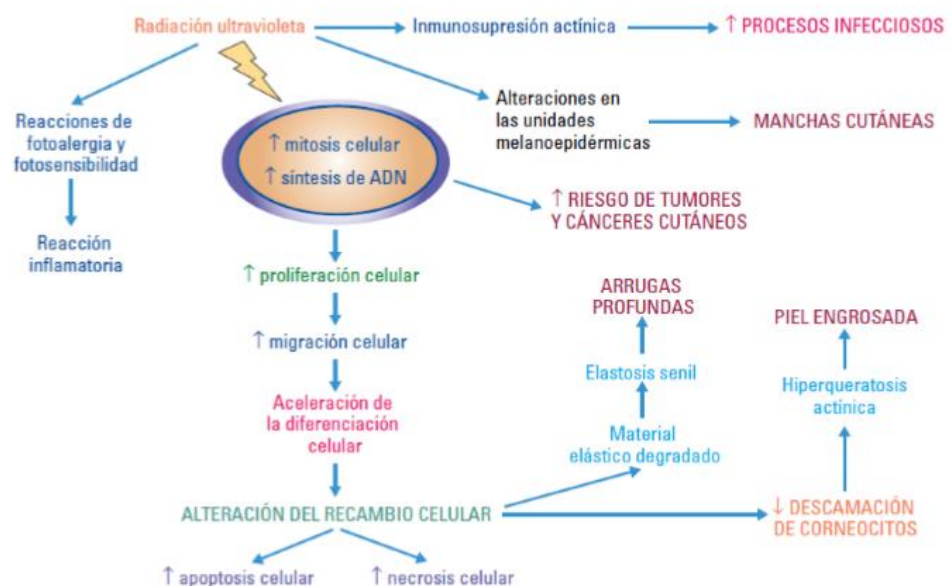 Radiación ultravioleta
Inmunosupresión actínica
↑ PROCESOS INFECCIOSOS
Reacciones de
fotoalergia y
fotosensibilidad
Reacción
inflamatoria
↑ mitosis celular
↑ síntesis de ADN
Alteraciones en
las unidades
melanoepidérmicas
MANCHAS CUTÁNEAS
↑ RIESGO DE TUMORES
Y CÁNCERES CUTÁNEOS
↑ proliferación celular
↑ migración celular
Aceleración de
la diferenciación
celular
ALTERACIÓN DEL RECAMBIO CELULAR
↑ apoptosis celular
↑ necrosis celular
ARRUGAS
PROFUNDAS
Elastosis senil
Material
elástico degradado
PIEL ENGROSADA
Hiperqueratosis
actínica
↓ DESCAMACIÓN
DE CORNEOCITOS